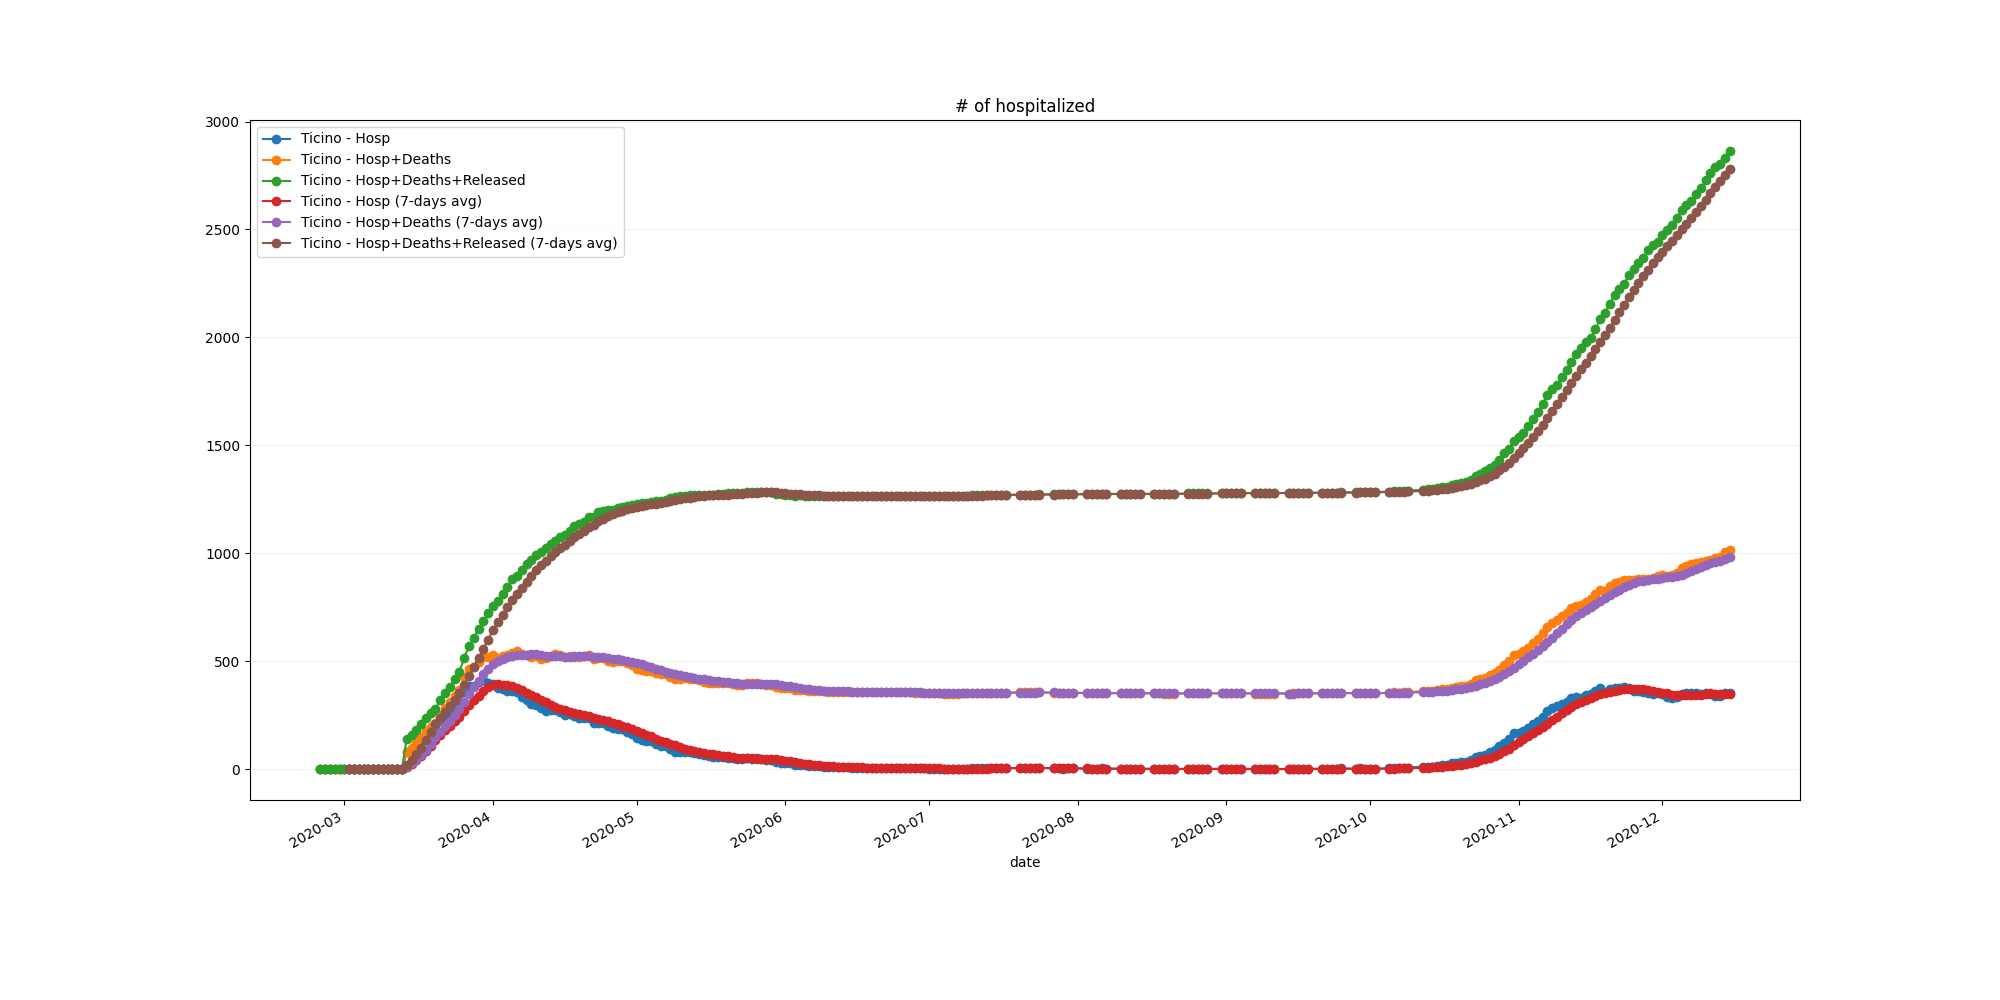 # of hospitalized
3000
2500
2000
1500
1000
500
0
Ticino - Hosp
Ticino - Hosp+Deaths
Ticino - Hosp+Deaths+Released
Ticino - Hosp (7-days avg)
Ticino - Hosp+Deaths (7-days avg)
Ticino - Hosp+Deaths+Released (7-days avg)
2020-03
2020-04
2020-05
2020-06
2020-07
2020-08
2020-09
2020-10
2020-11
2020-12
date